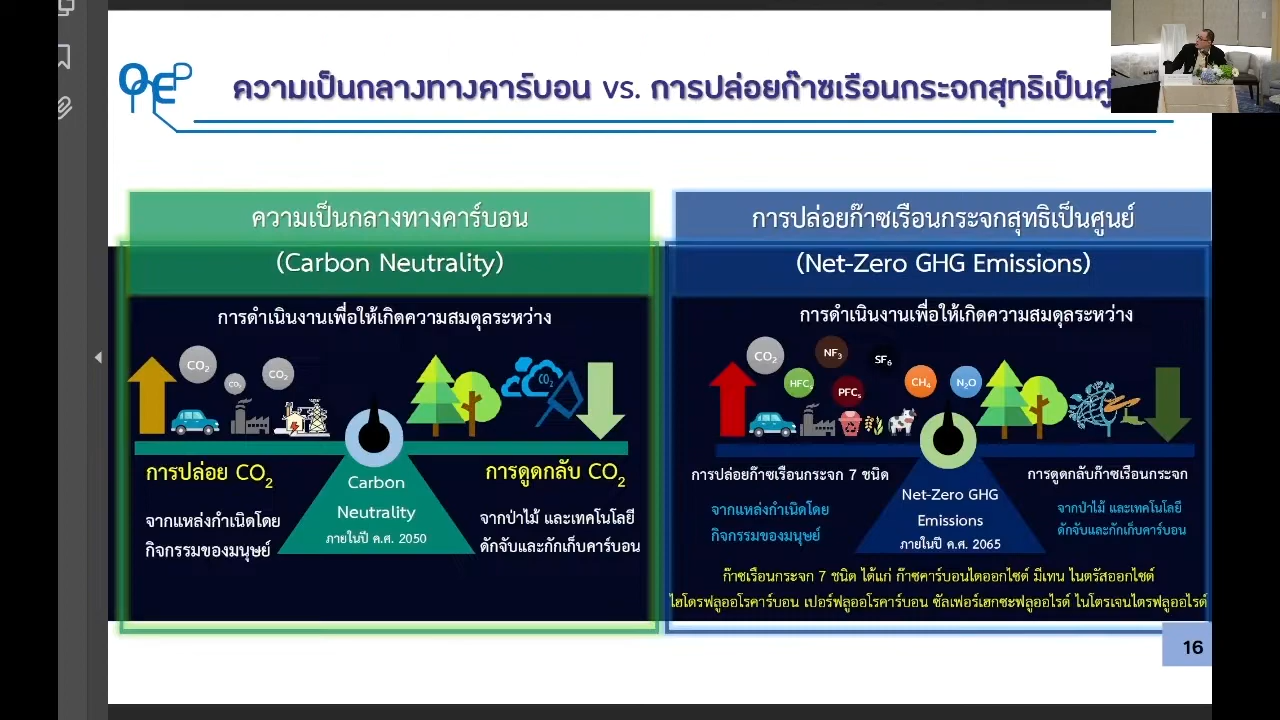 ONEP
ความเป็นกลางทางคาร์บอน vs. การปล่อยก๊าซเรือนกระจกสุทธิเป็นศู
ความเป็นกลางทางคาร์บอน
(Carbon Neutrality)
การดำเนินงานเพื่อให้เกิดความสมดุลระหว่าง
CO₂
CO₂
CO₂
CO₂
การปล่อย CO₂
การดูดกลับ CO₂
จากแหล่งกำเนิดโดย
กิจกรรมของมนุษย์
Carbon
Neutrality
ภายในปี ค.ศ. 2050
จากป่าไม้ และเทคโนโลยี
ดักจับและกักเก็บคาร์บอน
การปล่อยก๊าซเรือนกระจกสุทธิเป็นศูนย์
(Net-Zero GHG Emissions)
การดำเนินงานเพื่อให้เกิดความสมดุลระหว่าง
CO₂
NF₃
SF₆
HFCₛ
PFCₛ
CH₄
N₂O
การปล่อยก๊าซเรือนกระจก 7 ชนิด
การดูดกลับก๊าซเรือนกระจก
จากแหล่งกำเนิดโดย
กิจกรรมของมนุษย์
Net-Zero GHG
Emissions
ภายในปี ค.ศ. 2065
จากป่าไม้ และเทคโนโลยี
ดักจับและกักเก็บคาร์บอน
ก๊าซเรือนกระจก 7 ชนิด ได้แก่ ก๊าซคาร์บอนไดออกไซด์ มีเทน ไนตรัสออกไซด์
ไฮโดรฟลูออโรคาร์บอน เปอร์ฟลูออโรคาร์บอน ซัลเฟอร์เฮกซะฟลูออไรด์ ไนโตรเจนไตรฟลูออไรด์
16